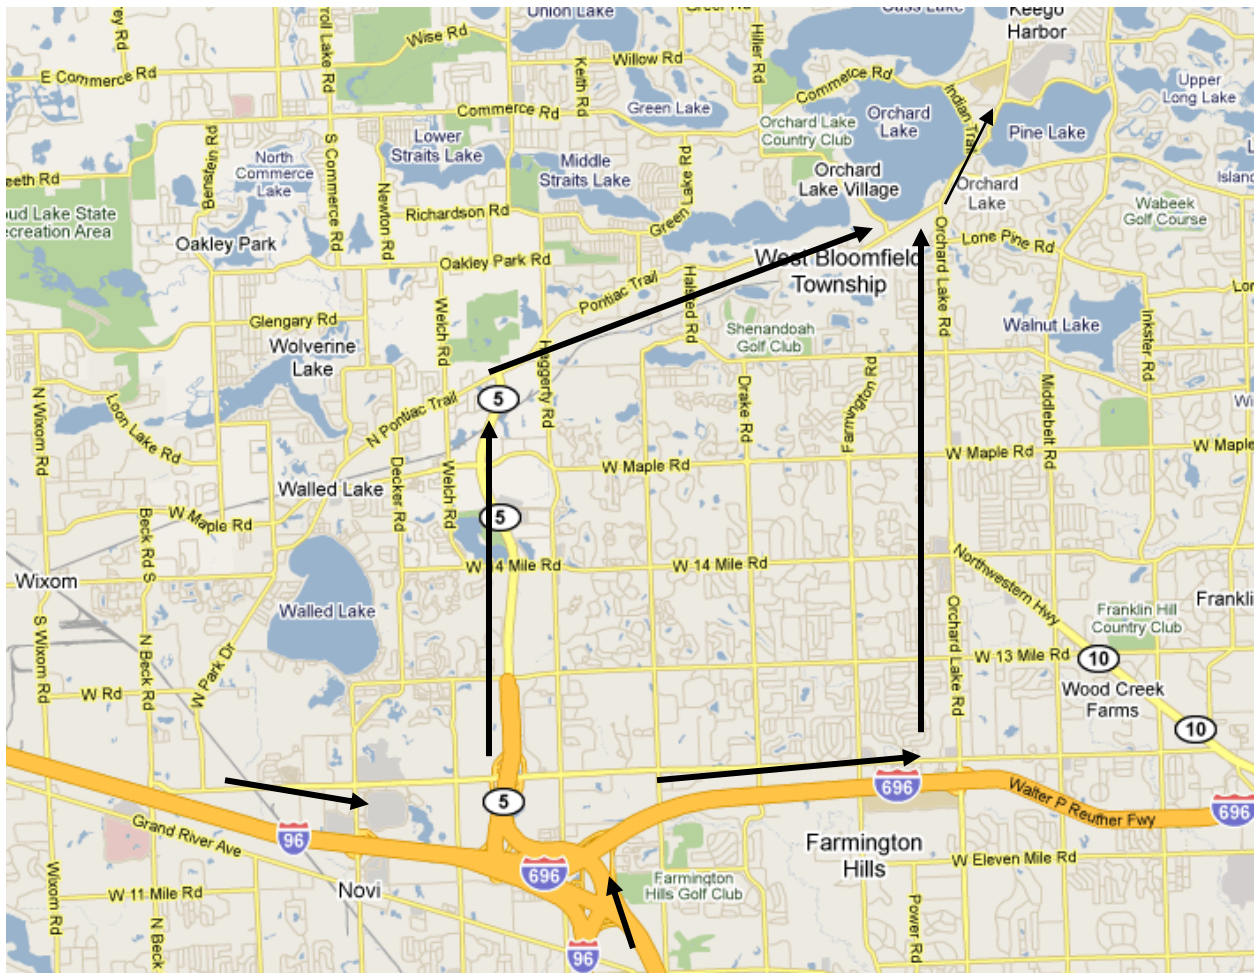 Union Lake
Cass Lake
Keego
Harbor
Wise Rd
Hiller Rd
Willow Rd
E Commerce Rd
Keith Rd
Commerce Rd
Upper
Long Lake
Commerce Rd
Green Lake
Indian Trail
Orchard
Lake
Orchard Lake
Country Club
Pine Lake
Benstein Rd
S Commerce Rd
Lower
Straits Lake
North
Commerce
Lake
Middle
Straits Lake
Green Lake Rd
Orchard
Lake Village
Orchard
Lake
Newton Rd
Richardson Rd
Wabeek
Golf Course
Oakley Park
Orchard Lake Rd
Lone Pine Rd
Oakley Park Rd
West Bloomfield
Township
Pontiac Trail
Halsted Rd
Welch Rd
Glengary Rd
Shenandoah
Golf Club
Walnut Lake
Inkster Rd
Wolverine
Lake
Haggerty Rd
N Wixom Rd
Loon Lake Rd
N Pontiac Trail
5
Drake Rd
Farmington Rd
Middlebelt Rd
W Maple Rd
W Maple Rd
W Maple
Decker Rd
Welch Rd
Walled Lake
W Maple Rd
Beck Rd S
5
W 14 Mile Rd
W 14 Mile Rd
Northwestern Hwy
Wixom
Walled Lake
Orchard Lake Rd
Franklin Hill
Country Club
S Wixom Rd
N Beck Rd
W Park Dr
W 13 Mile Rd
10
W Rd
Wood Creek
Farms
10
5
696
Walter P Reuther Fwy
696
Grand River Ave
96
Farmington
Hills
W Eleven Mile Rd
696
Wixom Rd
W 11 Mile Rd
Novi
Farmington
Hills Golf Club
Power Rd
N Beck
96